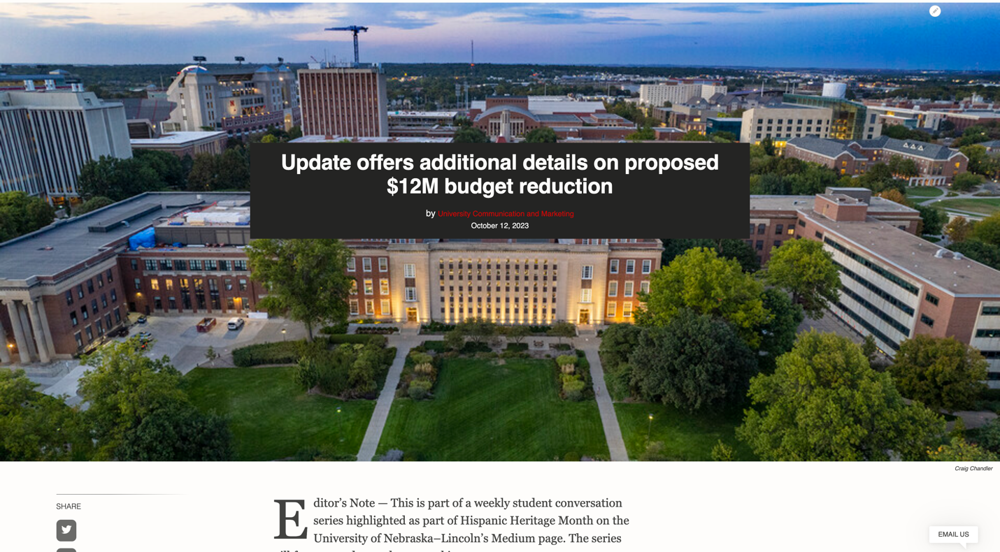 Update offers additional details on proposed
$12M budget reduction
by University Communication and Marketing
October 12, 2023
Craig Chandler
SHARE
Editor’s Note — This is part of a weekly student conversation
series highlighted as part of Hispanic Heritage Month on the
University of Nebraska–Lincoln’s Medium page. The series
EMAIL US